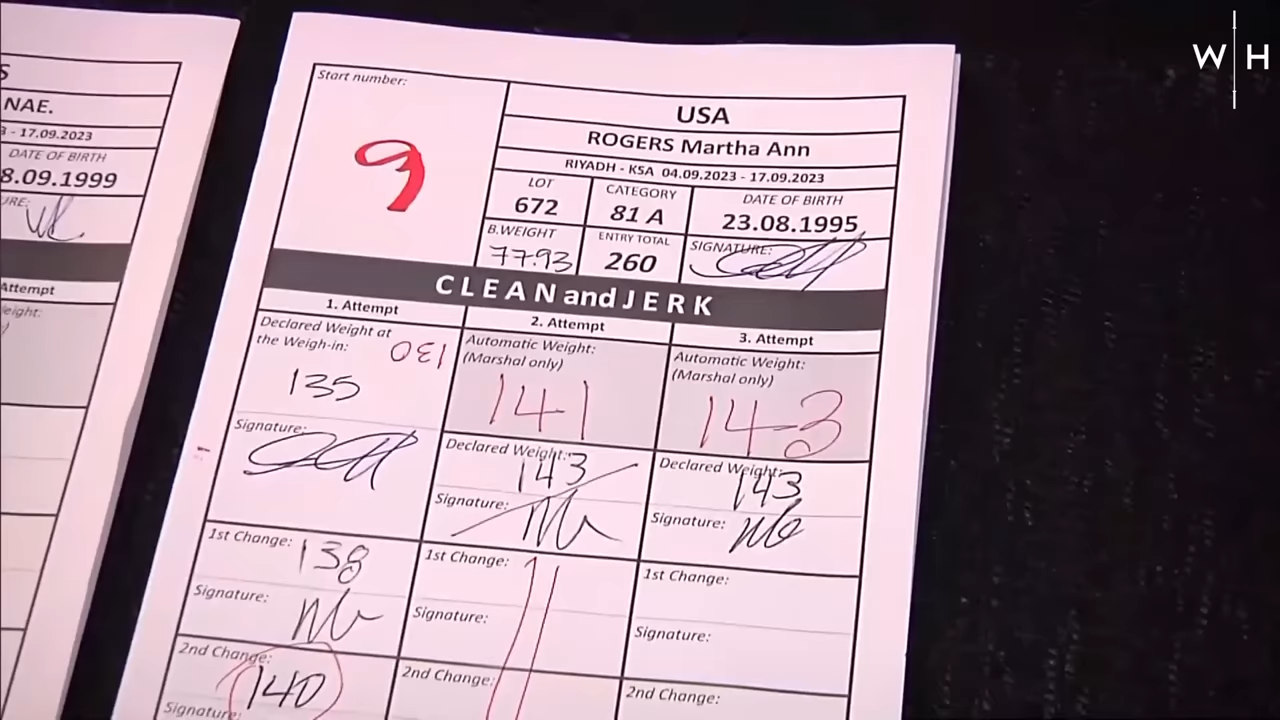 W H
S
NAE.
3 - 17.09.2023
DATE OF BIRTH
8.09.1999
URE:
Attempt
eight:
Start number:
9
USA
ROGERS Martha Ann
RIYADH - KSA 04.09.2023 - 17.09.2023
LOT
672
CATEGORY
81 A
DATE OF BIRTH
23.08.1995
B.WEIGHT
77.93
ENTRY TOTAL
260
SIGNATURE:
CLEAN and JERK
1. Attempt
2. Attempt
3. Attempt
Declared Weight at
the Weigh-in:
130
135
Signature:
Automatic Weight:
(Marshal only)
141
Automatic Weight:
(Marshal only)
143
Declared Weight:
143
Signature:
Declared Weight:
143
Signature:
1st Change:
138
Signature:
1st Change:
Signature:
1st Change:
Signature:
2nd Change:
140
Signature:
2nd Change:
2nd Change: